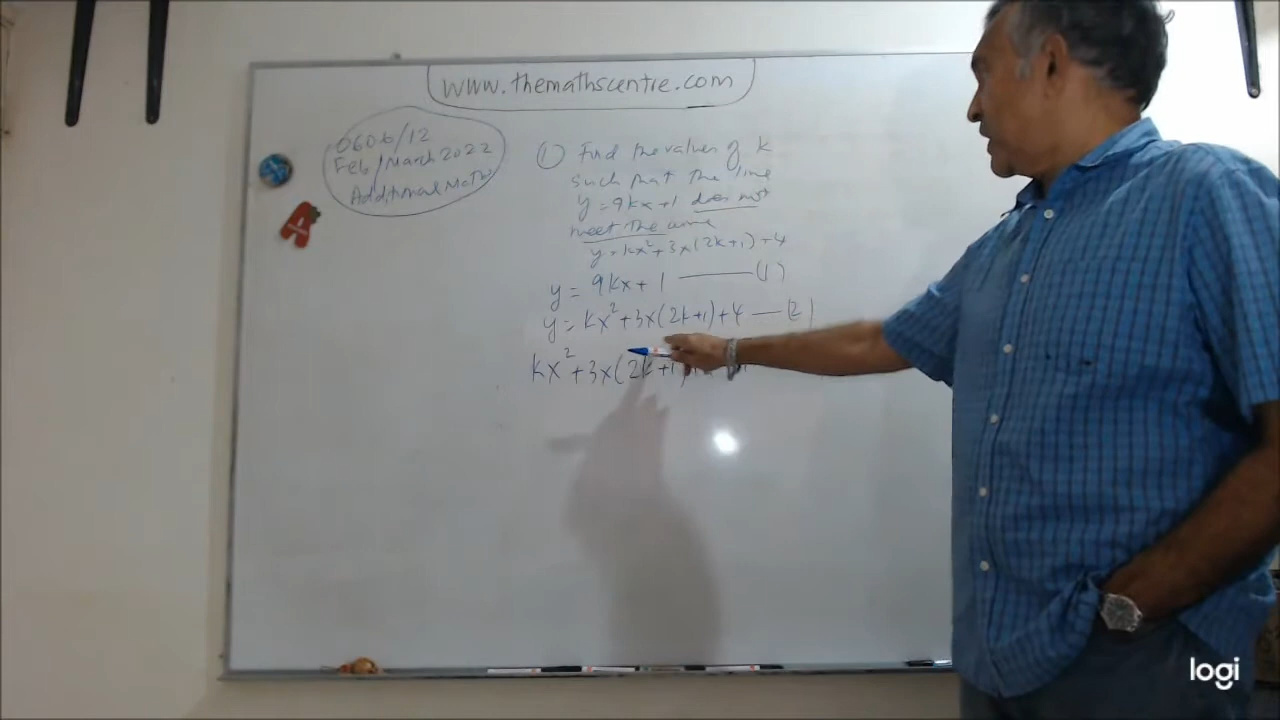 www.themathscentre.com
0606/12
Feb/March 2022
Additional Maths
(1) Find the values of k
such that the line
y = 9kx + 1 does not
meet the curve
y = kx² + 3x(2k+1) + 4
y = 9kx + 1 ——— (1)
y = kx² + 3x(2k+1) + 4 — (2)
kx² + 3x(2k+1)
logi